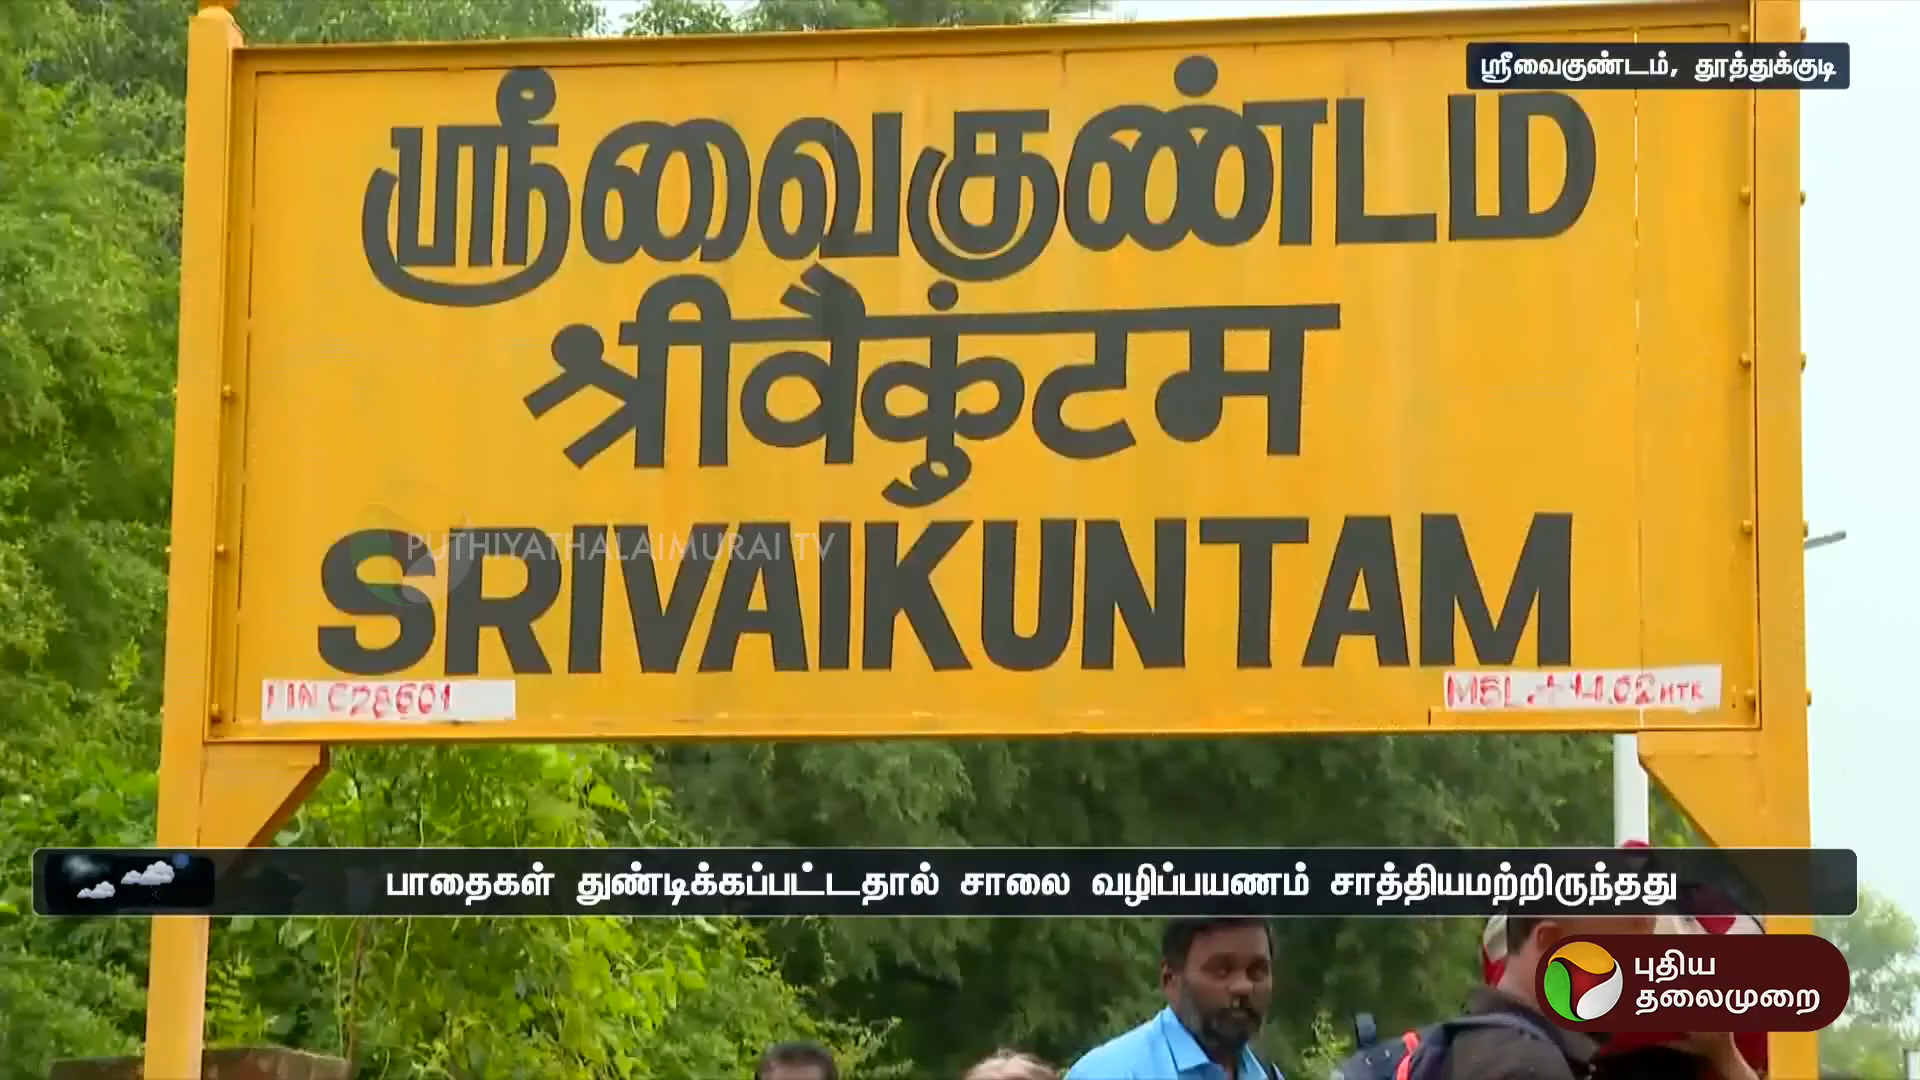 ஸ்ரீவைகுண்டம், தூத்துக்குடி
ஸ்ரீவைகுண்டம்
श्रीवैकुंटम
SRIVAIKUNTAM
PUTHIYATHALAIMURAI TV
பாதைகள் துண்டிக்கப்பட்டதால் சாலை வழிப்பயணம் சாத்தியமற்றிருந்தது
புதிய
தலைமுறை